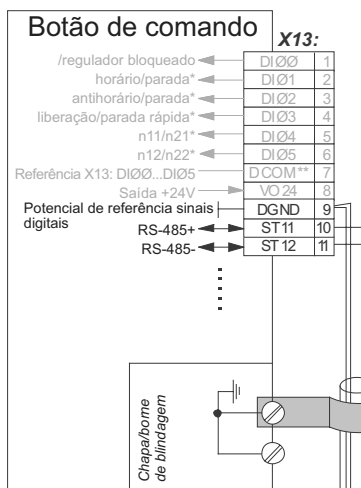 Botão de comando
X13:
/regulador bloqueado DIØØ 1
horário/parada* DIØ1 2
antihorário/parada* DIØ2 3
liberação/parada rápida* DIØ3 4
n11/n21* DIØ4 5
n12/n22* DIØ5 6
Referência X13: DIØØ...DIØ5 DCOM** 7
Saída +24V VO24 8
Potencial de referência sinais
digitais
DGND 9
RS-485+ ST11 10
RS-485- ST12 11
Chapa/borne
de blindagem